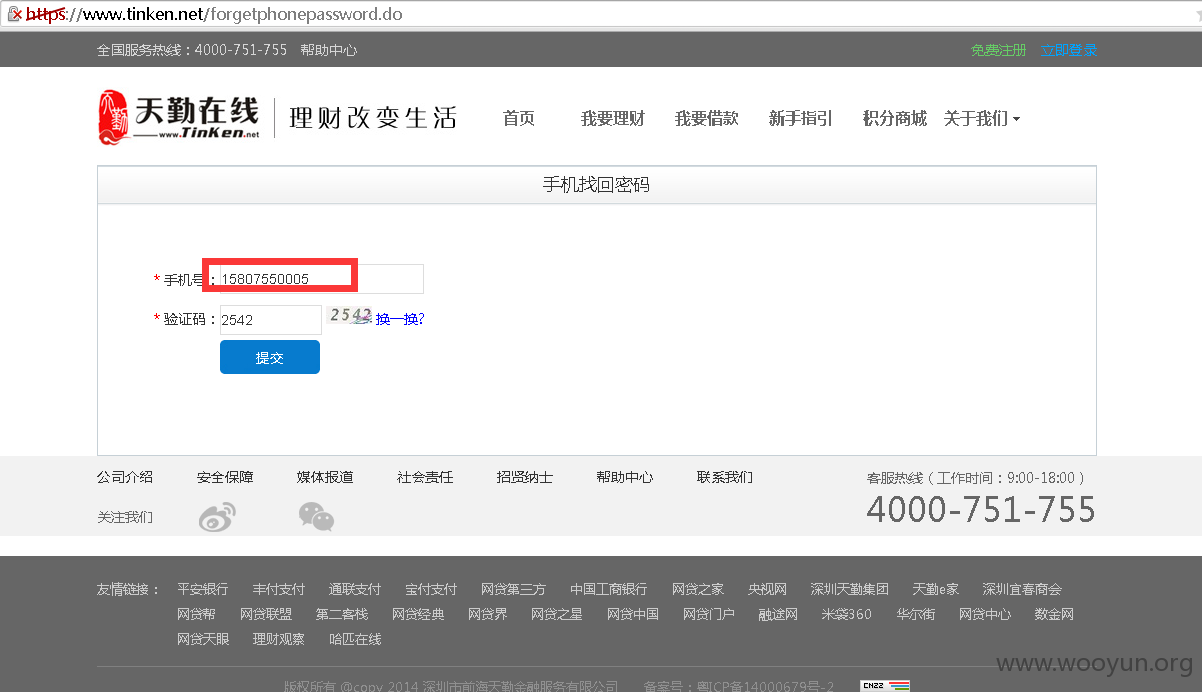 https://www.tinken.net/forgetphonepassword.do
全国服务热线：4000-751-755 帮助中心 免费注册 立即登录
天勤在线 www.TinKen.net 理财改变生活 首页 我要理财 我要借款 新手指引 积分商城 关于我们
手机找回密码
* 手机号：15807550005
* 验证码：2542 2542 换一换?
提交
公司介绍 安全保障 媒体报道 社会责任 招贤纳士 帮助中心 联系我们 客服热线（工作时间：9:00-18:00）
关注我们 4000-751-755
友情链接： 平安银行 丰付支付 通联支付 宝付支付 网贷第三方 中国工商银行 网贷之家 央视网 深圳天勤集团 天勤e家 深圳宜春商会
网贷帮 网贷联盟 第二客栈 网贷经典 网贷界 网贷之星 网贷中国 网贷门户 融途网 米袋360 华尔街 网贷中心 数金网
网贷天眼 理财观察 哈匹在线
www.wooyun.org
版权所有 @copy 2014 深圳市前海天勤金融服务有限公司 备案号：粤ICP备14000679号-2 CNZZ